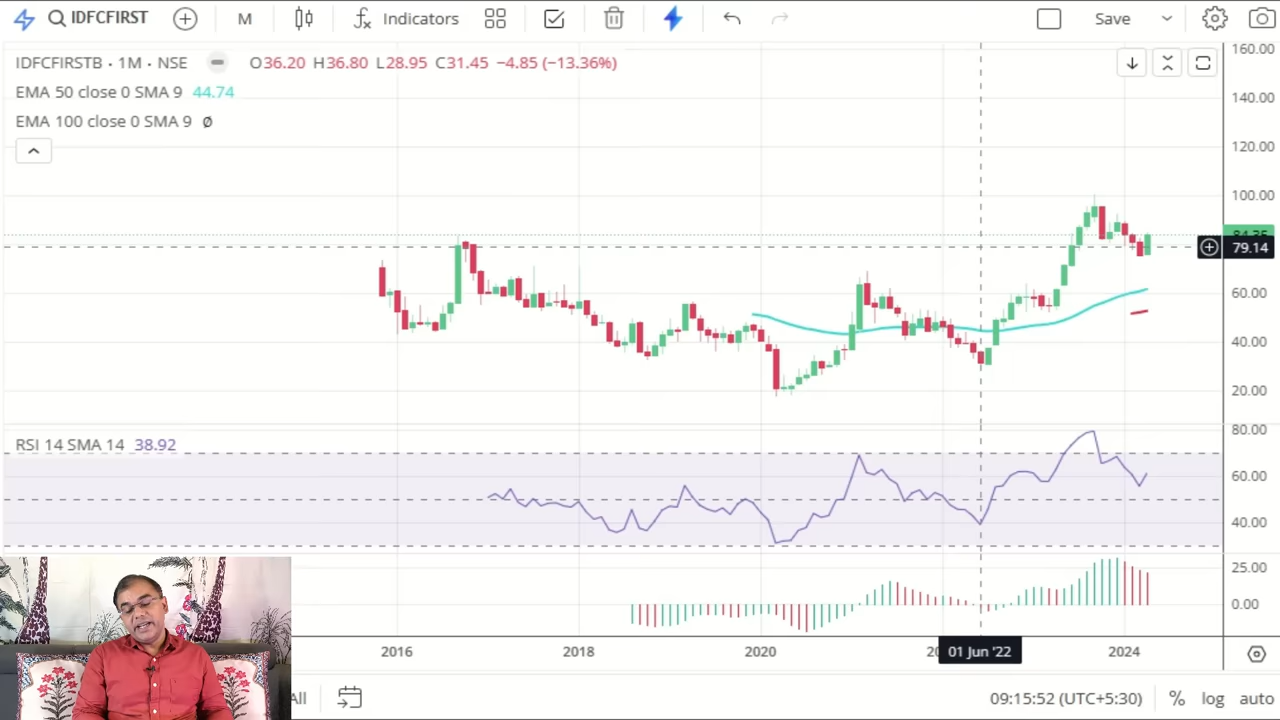 IDFCFIRST M Indicators Save
IDFCFIRSTB · 1M · NSE O36.20 H36.80 L28.95 C31.45 −4.85 (−13.36%)
EMA 50 close 0 SMA 9 44.74
EMA 100 close 0 SMA 9 Ø
160.00
140.00
120.00
100.00
84.35
79.14
60.00
40.00
20.00
RSI 14 SMA 14 38.92
80.00
60.00
40.00
25.00
0.00
2016 2018 2020 01 Jun '22 2024
09:15:52 (UTC+5:30) % log auto